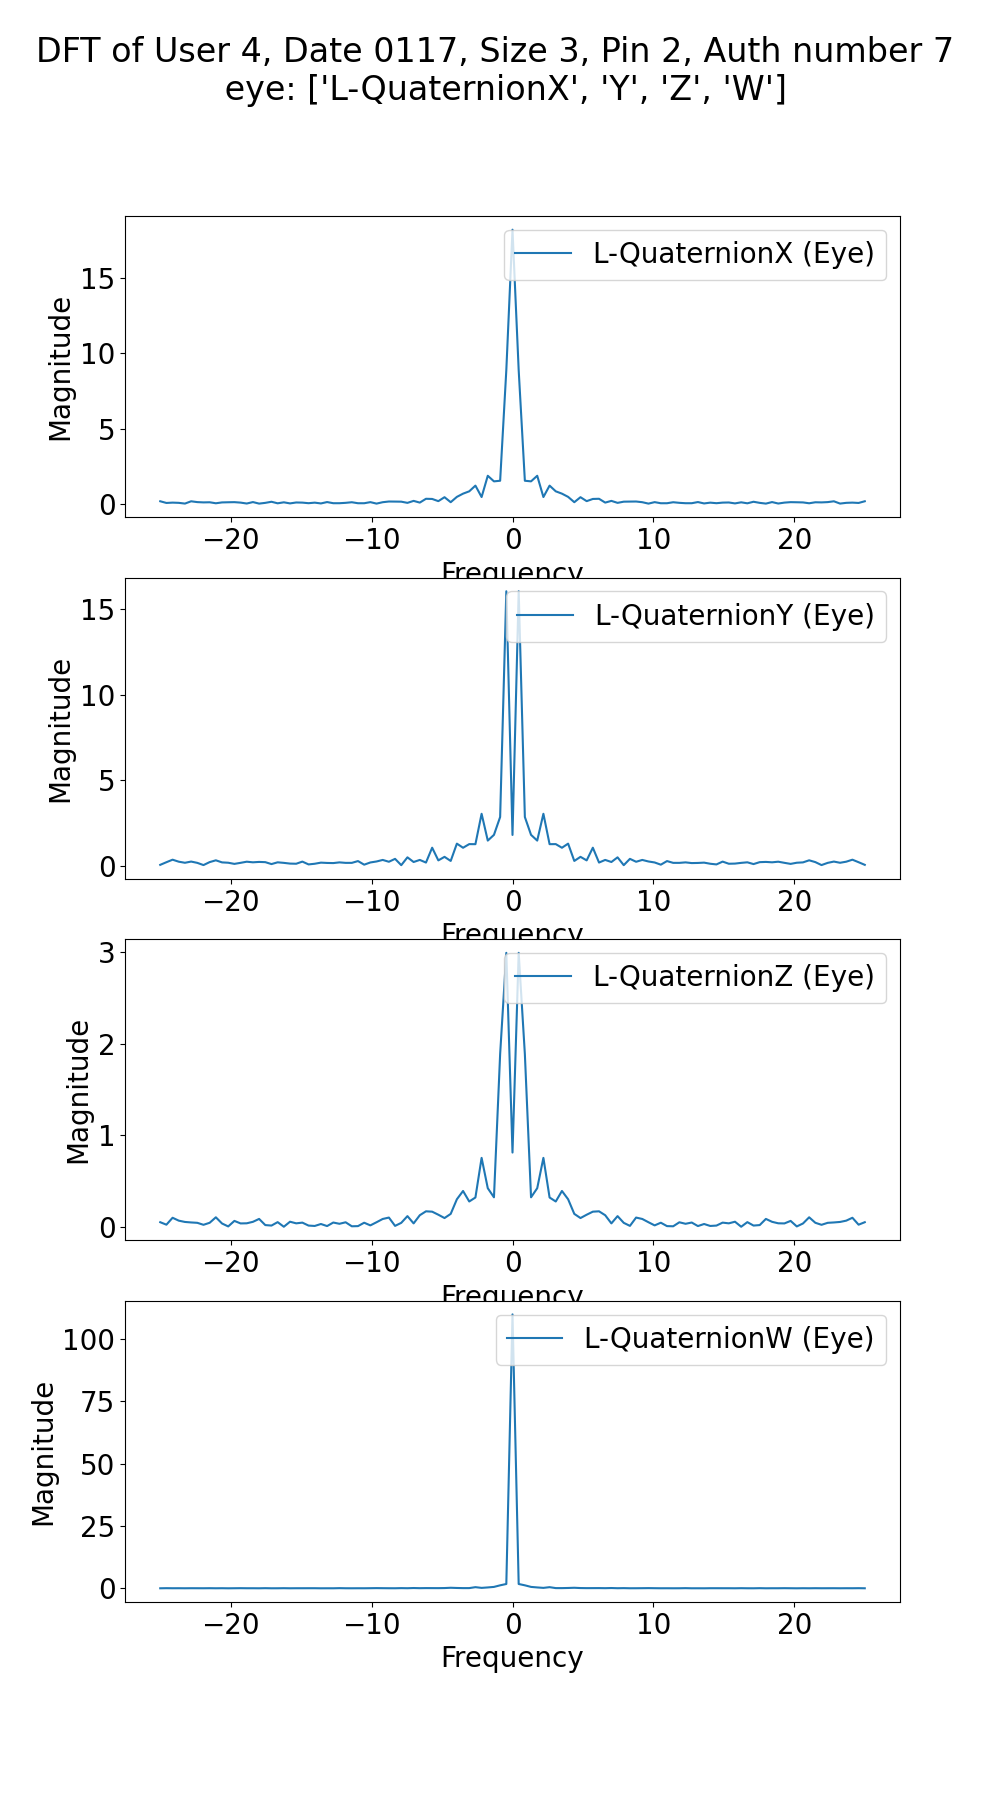 DFT of User 4, Date 0117, Size 3, Pin 2, Auth number 7
eye: ['L-QuaternionX', 'Y', 'Z', 'W']
L-QuaternionX (Eye)
Magnitude
15
10
5
0
−20 −10 0 10 20
Frequency
L-QuaternionY (Eye)
Magnitude
15
10
5
0
−20 −10 0 10 20
Frequency
L-QuaternionZ (Eye)
Magnitude
3
2
1
0
−20 −10 0 10 20
Frequency
L-QuaternionW (Eye)
Magnitude
100
75
50
25
0
−20 −10 0 10 20
Frequency